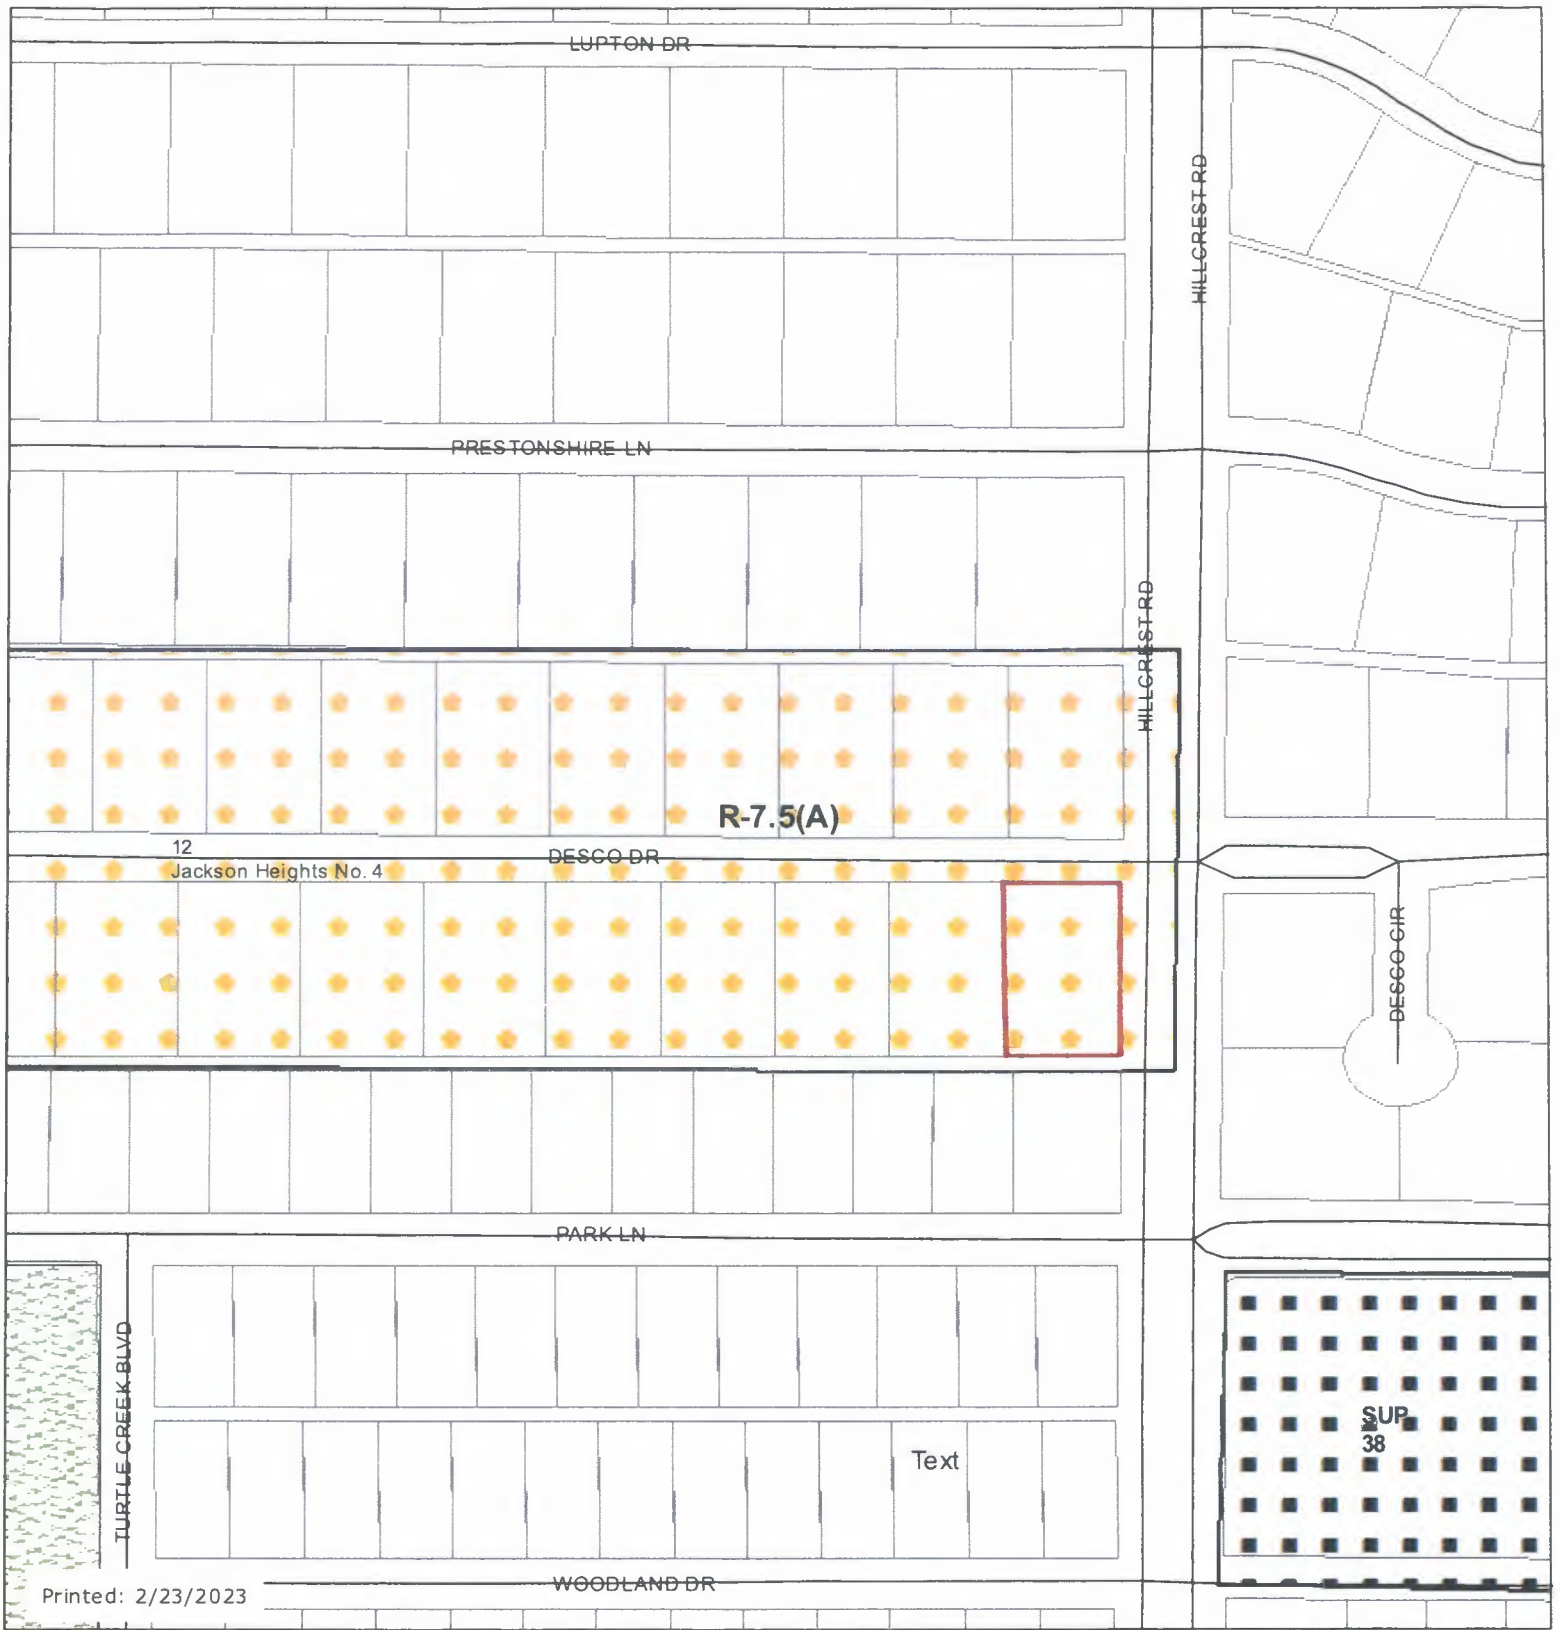 LUPTON DR
HILLCREST RD
PRESTONSHIRE LN
HILLCREST RD
R-7.5(A)
12
Jackson Heights No. 4
DESCO DR
DESCO CIR
PARK LN
TURTLE CREEK BLVD
SUP
38
Text
WOODLAND DR
Printed: 2/23/2023